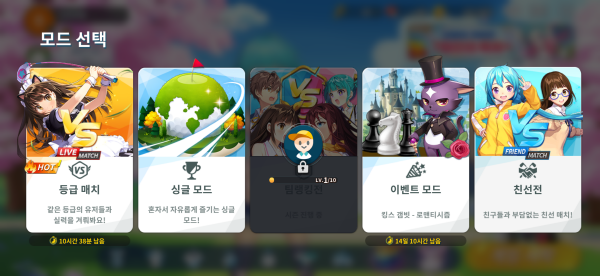 모드 선택
VS
LIVE MATCH
HOT
VS
등급 매치
같은 등급의 유저들과
실력을 겨뤄봐요!
10시간 38분 남음
싱글 모드
혼자서 자유롭게 즐기는 싱글
모드!
VS
LV.1/10
이벤트 모드
킹스 갬빗 - 로맨티시즘
14일 10시간 남음
VS
FRIEND MATCH
친선전
친구들과 부담없는 친선 매치!